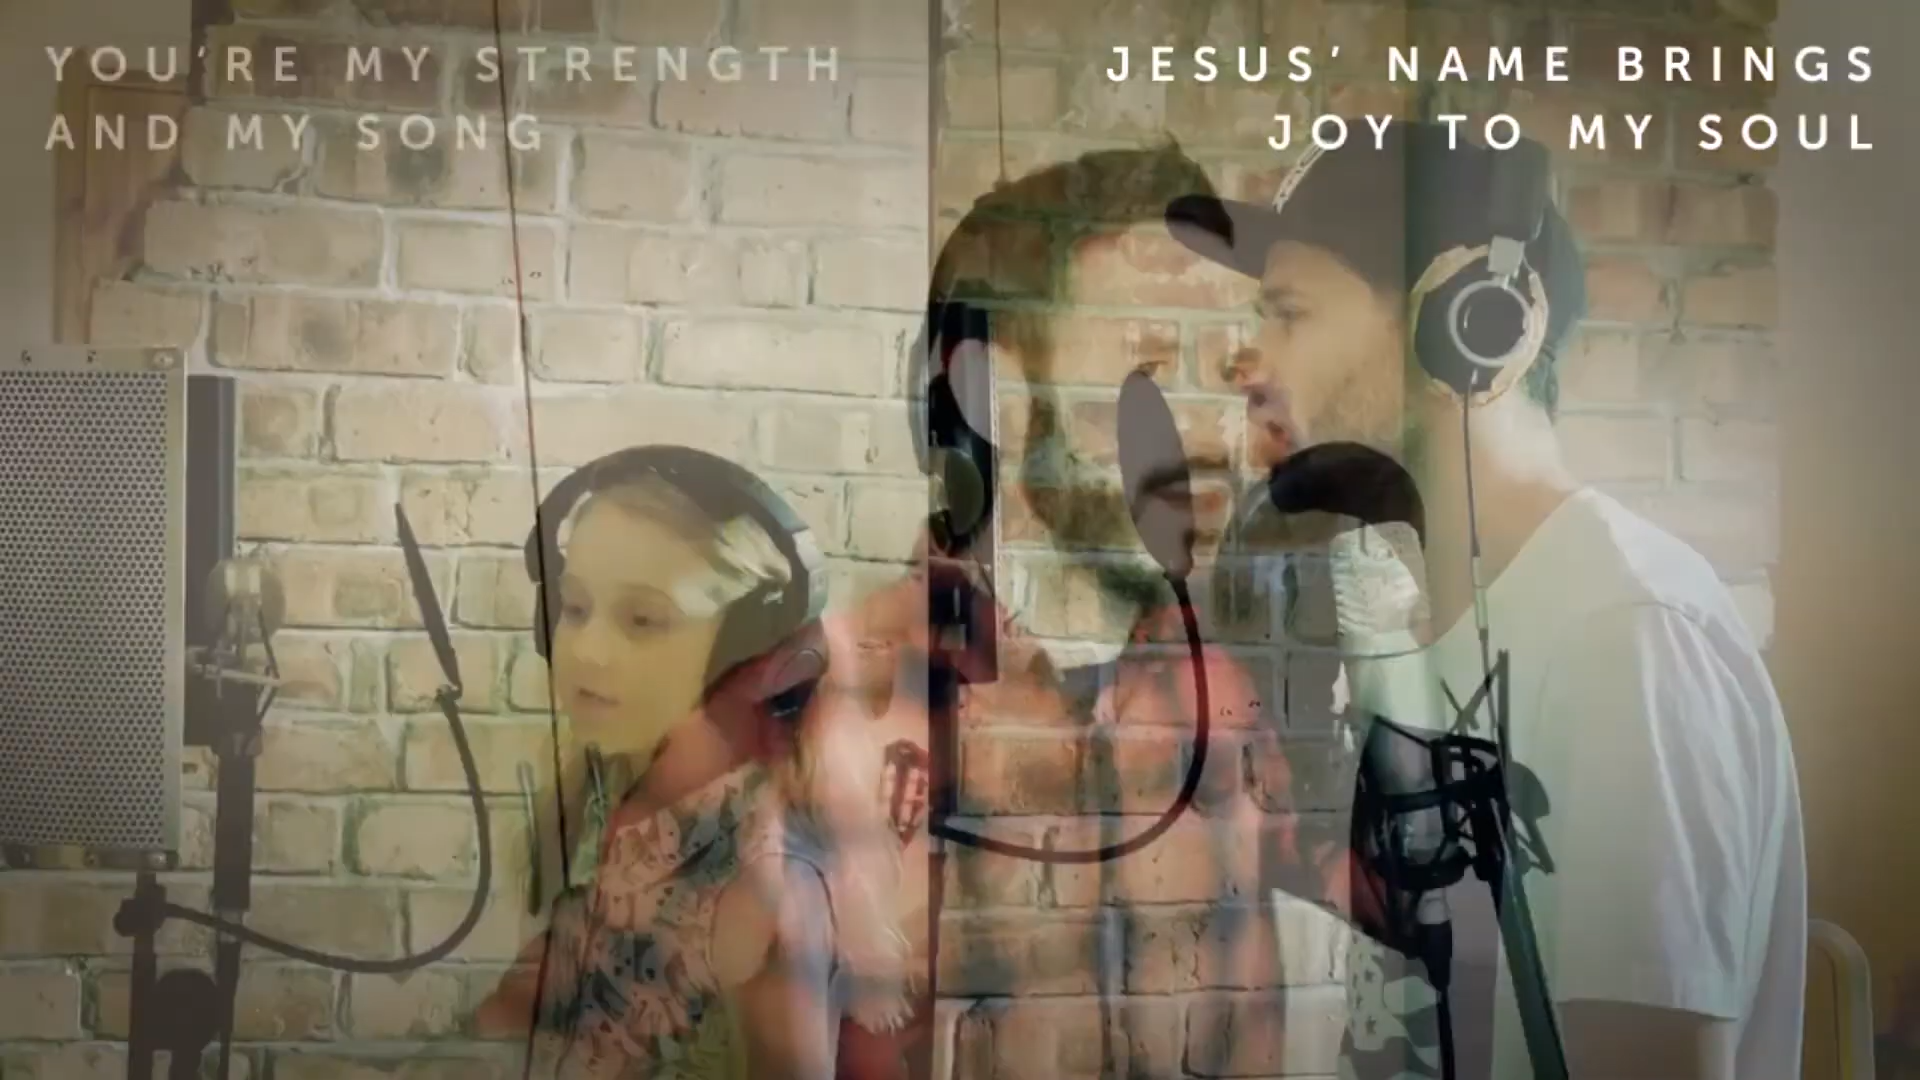 YOU'RE MY STRENGTH
AND MY SONG
JESUS' NAME BRINGS
JOY TO MY SOUL